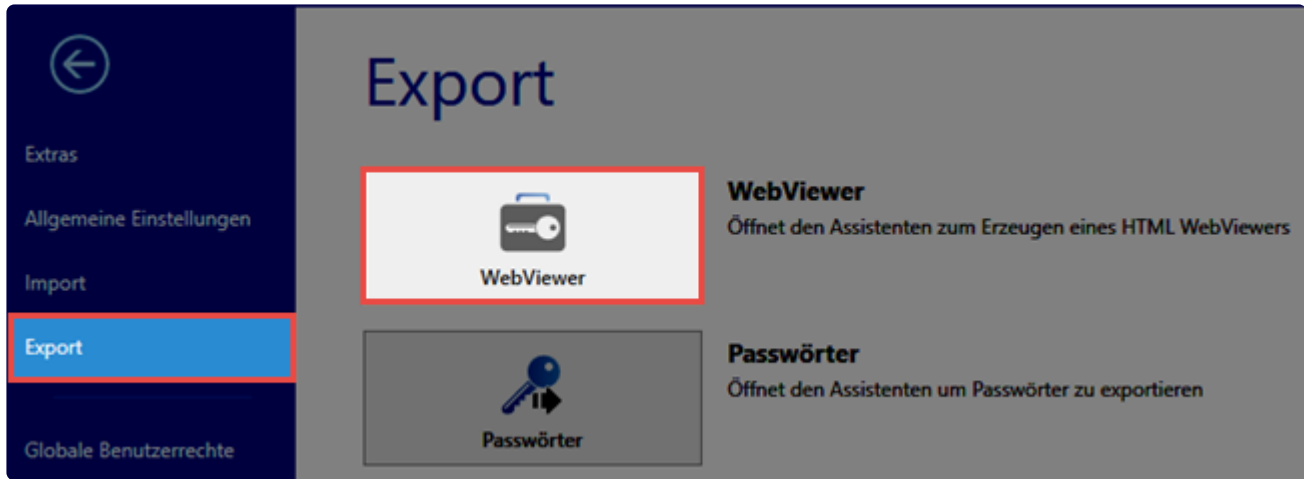 Export
Extras
Allgemeine Einstellungen
Import
Export
Globale Benutzerrechte
WebViewer
WebViewer
Öffnet den Assistenten zum Erzeugen eines HTML WebViewers
Passwörter
Passwörter
Öffnet den Assistenten um Passwörter zu exportieren